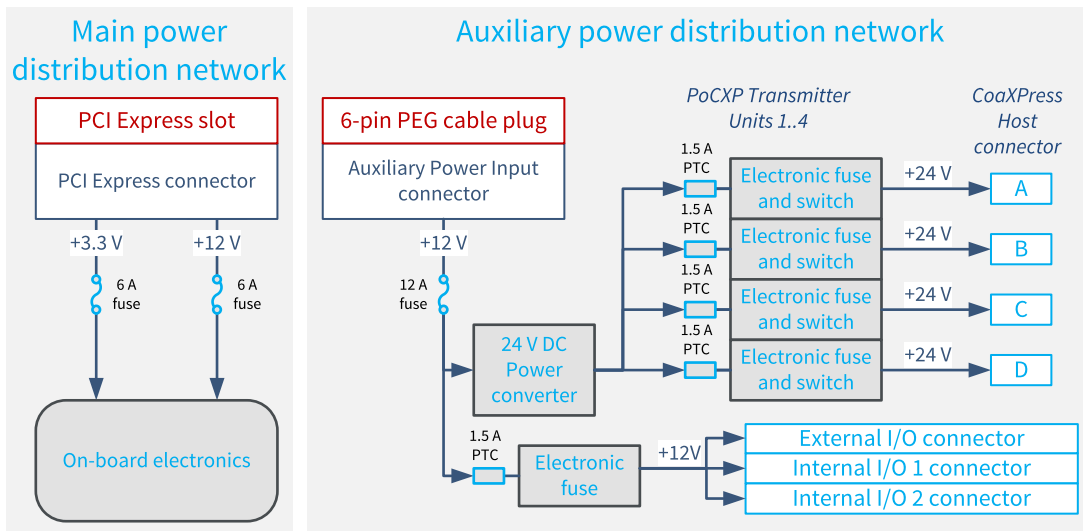 Main power
distribution network
PCI Express slot
PCI Express connector
+3.3 V
+12 V
6 A
fuse
6 A
fuse
On-board electronics
Auxiliary power distribution network
6-pin PEG cable plug
Auxiliary Power Input
connector
+12 V
12 A
fuse
24 V DC
Power
converter
PoCXP Transmitter
Units 1..4
CoaXPress
Host
connector
1.5 A
PTC
Electronic fuse
and switch
+24 V
A
1.5 A
PTC
Electronic fuse
and switch
+24 V
B
1.5 A
PTC
Electronic fuse
and switch
+24 V
C
1.5 A
PTC
Electronic fuse
and switch
+24 V
D
1.5 A
PTC
Electronic
fuse
+12V
External I/O connector
Internal I/O 1 connector
Internal I/O 2 connector